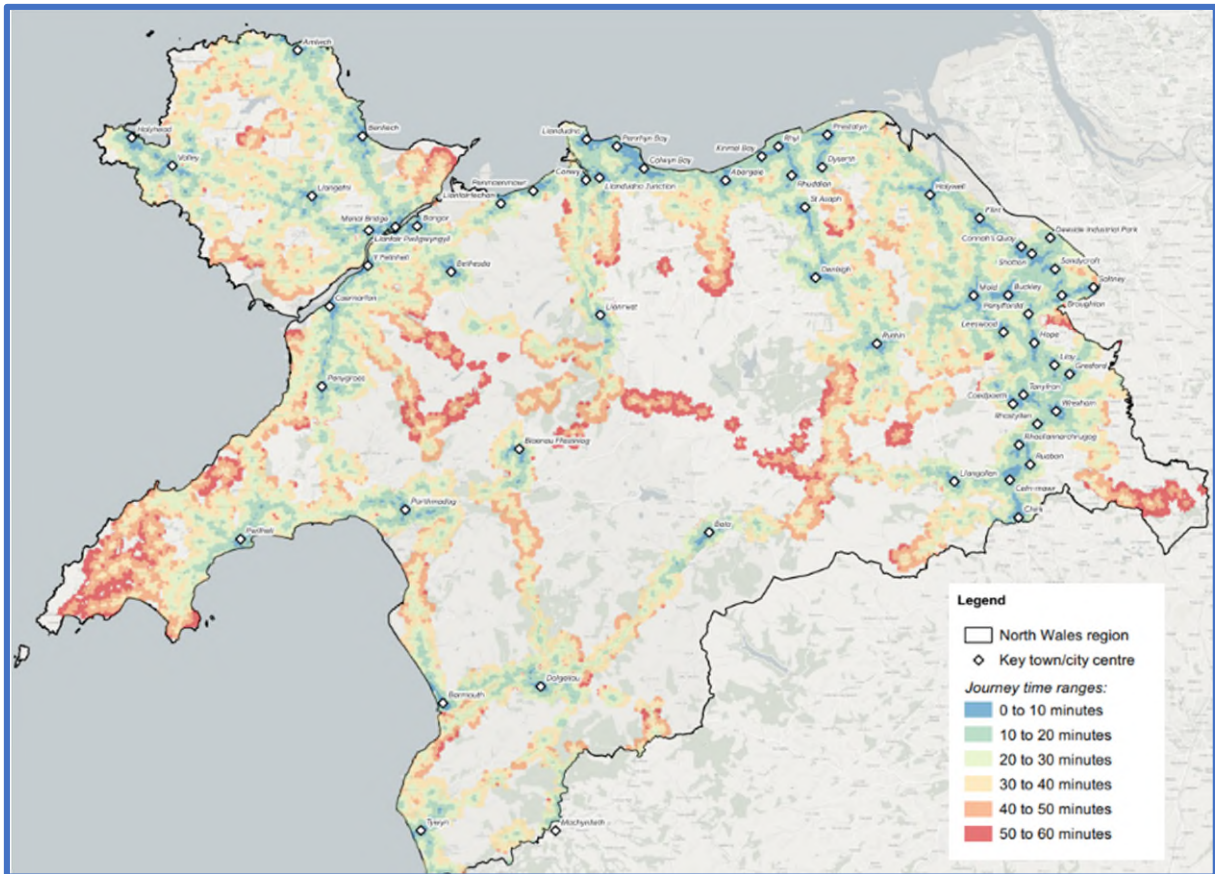 Amlwch
Holyhead
Valley
Benllech
Llangefni
Menai Bridge
Bangor
Llanfair Pwllgwyngyll
Y Felinheli
Caernarfon
Bethesda
Llanfairfechan
Penmaenmawr
Llandudno
Penrhyn Bay
Colwyn Bay
Conwy
Llandudno Junction
Abergele
Kinmel Bay
Rhyl
Prestatyn
Dyserth
Rhuddlan
St Asaph
Denbigh
Holywell
Flint
Connah's Quay
Deeside Industrial Park
Shotton
Sandycroft
Saltney
Mold
Buckley
Broughton
Penyffordd
Leeswood
Hope
Llay
Gresford
Ruthin
Llanrwst
Penygroes
Tanyfron
Coedpoeth
Wrexham
Rhostyllen
Rhosllannerchrugog
Ruabon
Blaenau Ffestiniog
Llangollen
Cefn-mawr
Chirk
Porthmadog
Pwllheli
Bala
Dolgellau
Barmouth
Tywyn
Machynlleth
Legend
North Wales region
Key town/city centre
Journey time ranges:
0 to 10 minutes
10 to 20 minutes
20 to 30 minutes
30 to 40 minutes
40 to 50 minutes
50 to 60 minutes